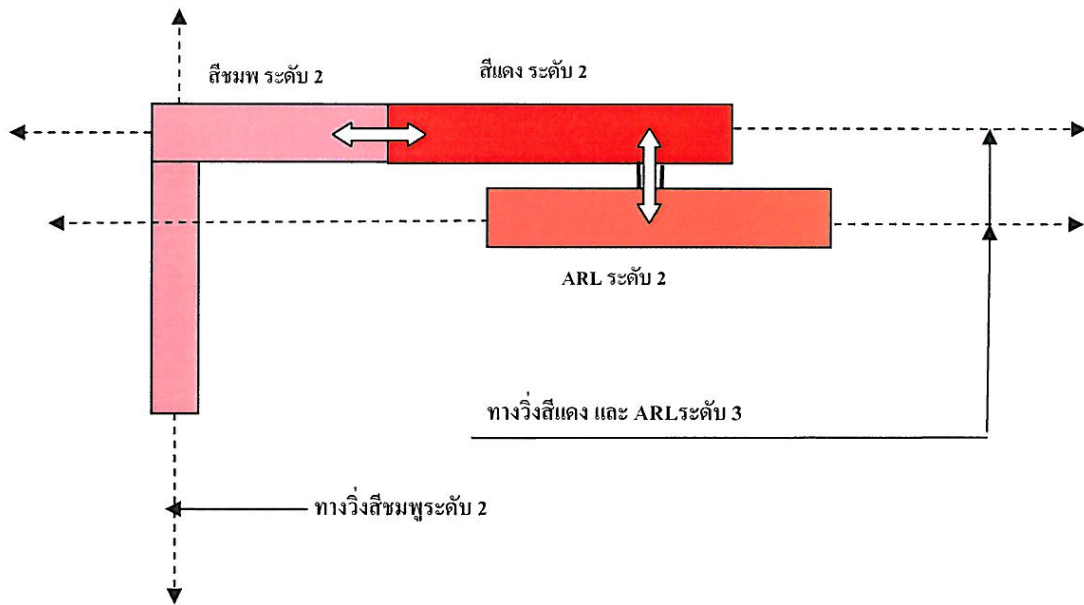 สีชมพ ระดับ 2
สีแดง ระดับ 2
ARL ระดับ 2
ทางวิ่งสีแดง และ ARLระดับ 3
ทางวิ่งสีชมพูระดับ 2